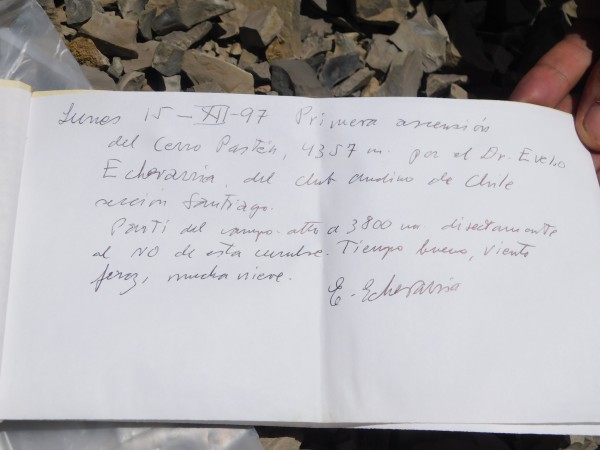 Lunes 15-XII-97 Primera ascensión
del Cerro Pastén, 4357 m. por el Dr. Evelio
Echevarría, del club andino de Chile
sección Santiago.
Partí del campo alto a 3800 m directamente
al NO de esta cumbre. Tiempo bueno, viento
feroz, mucha nieve.
E. Echevarría